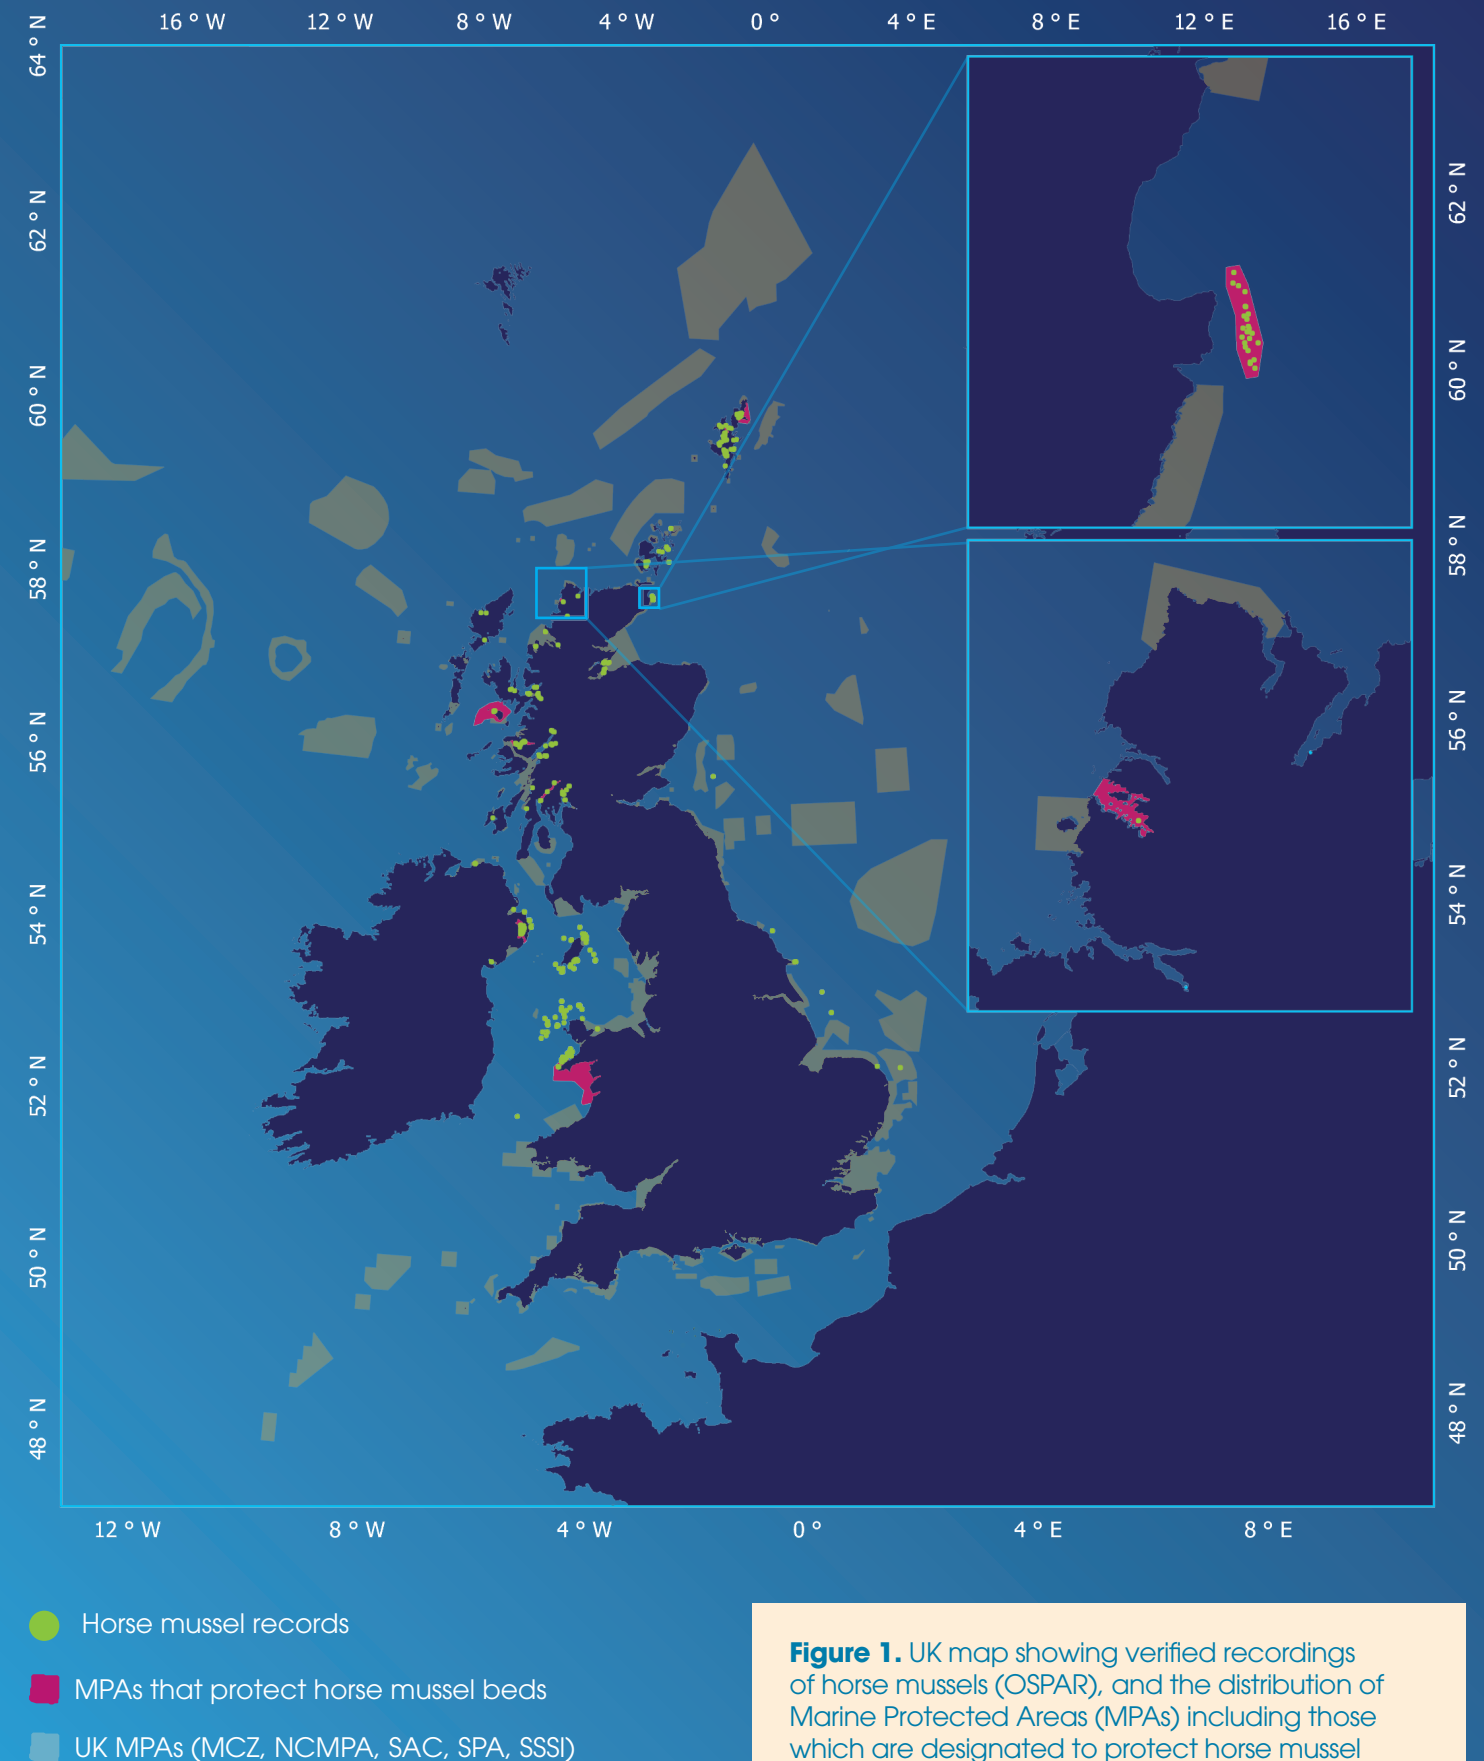 16 ° W 12 ° W 8 ° W 4 ° W 0 ° 4 ° E 8 ° E 12 ° E 16 ° E
64 ° N
62 ° N
60 ° N
58 ° N
56 ° N
54 ° N
52 ° N
50 ° N
48 ° N
62 ° N
60 ° N
58 ° N
56 ° N
54 ° N
52 ° N
50 ° N
48 ° N
12 ° W 8 ° W 4 ° W 0 ° 4 ° E 8 ° E
Horse mussel records
MPAs that protect horse mussel beds
UK MPAs (MCZ, NCMPA, SAC, SPA, SSSI)
Figure 1. UK map showing verified recordings
of horse mussels (OSPAR), and the distribution of
Marine Protected Areas (MPAs) including those
which are designated to protect horse mussel